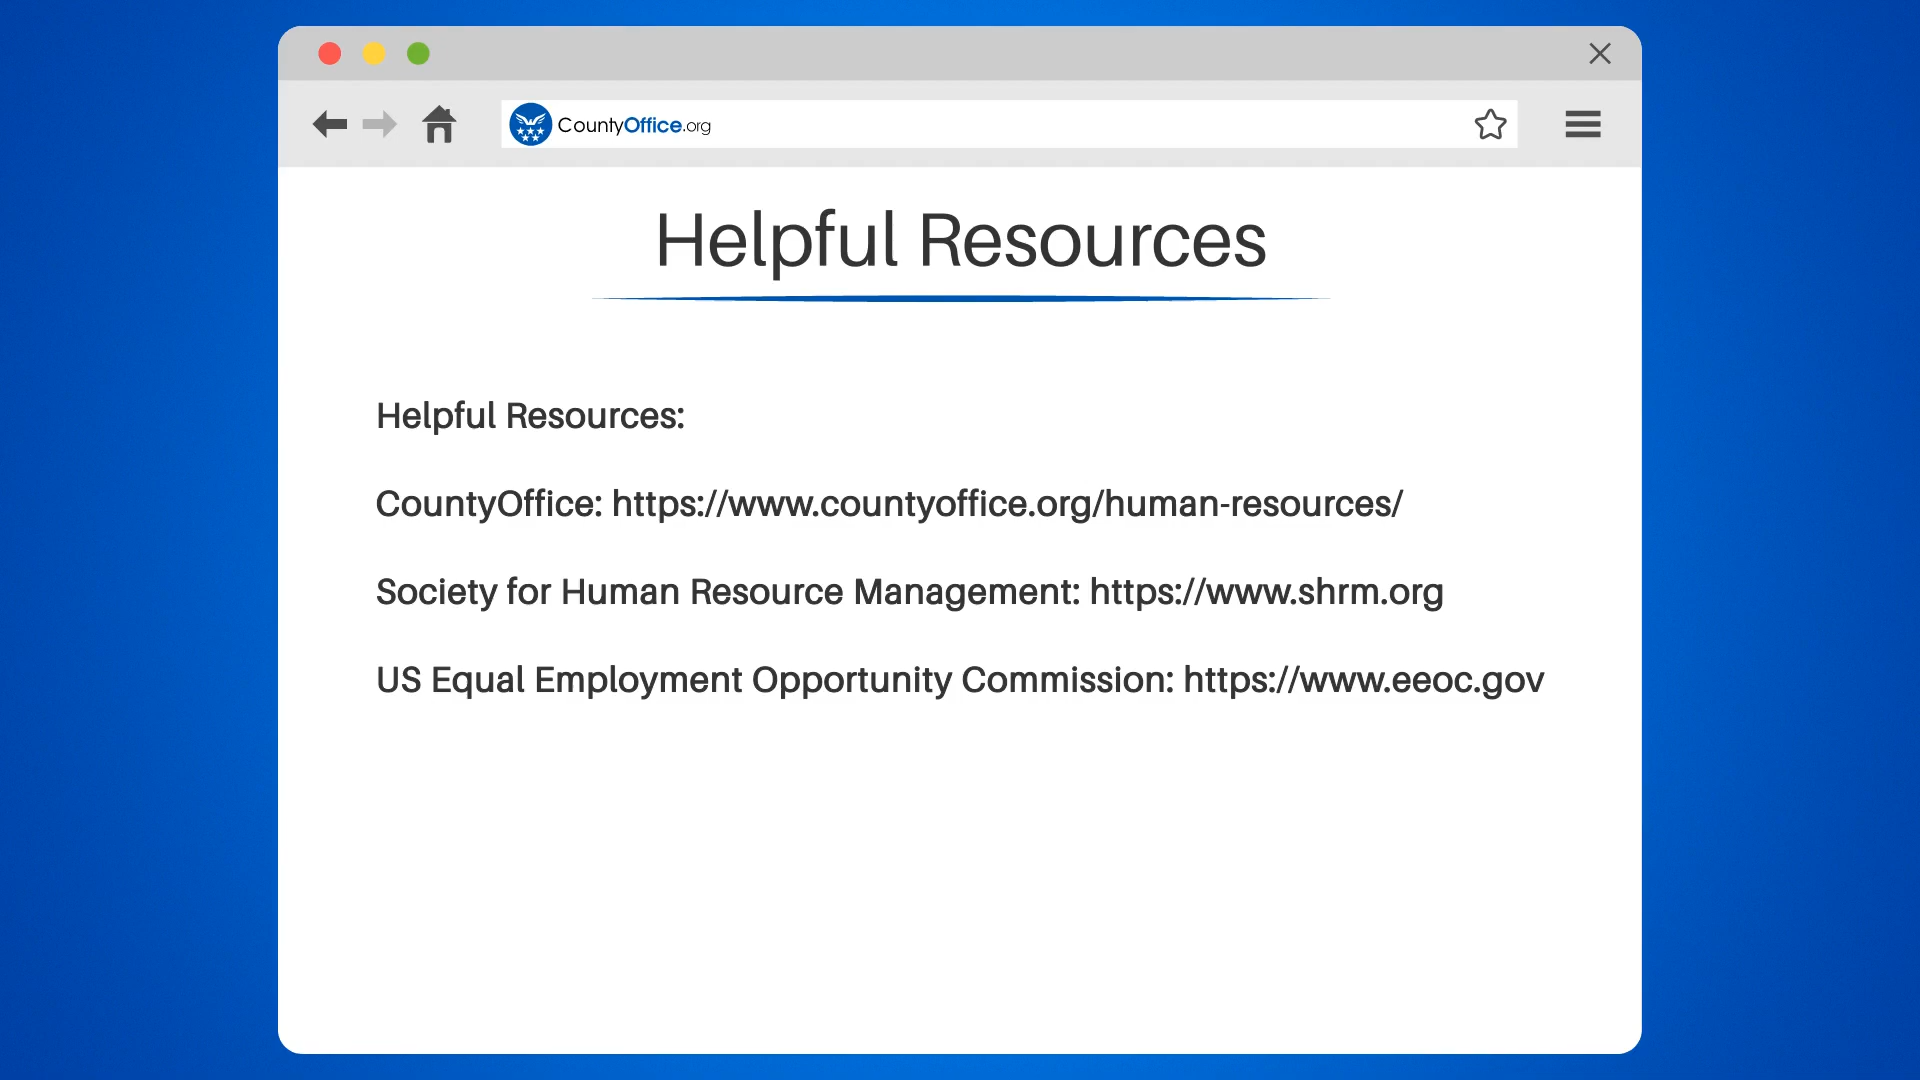 CountyOffice.org
Helpful Resources
Helpful Resources:
CountyOffice: https://www.countyoffice.org/human-resources/
Society for Human Resource Management: https://www.shrm.org
US Equal Employment Opportunity Commission: https://www.eeoc.gov